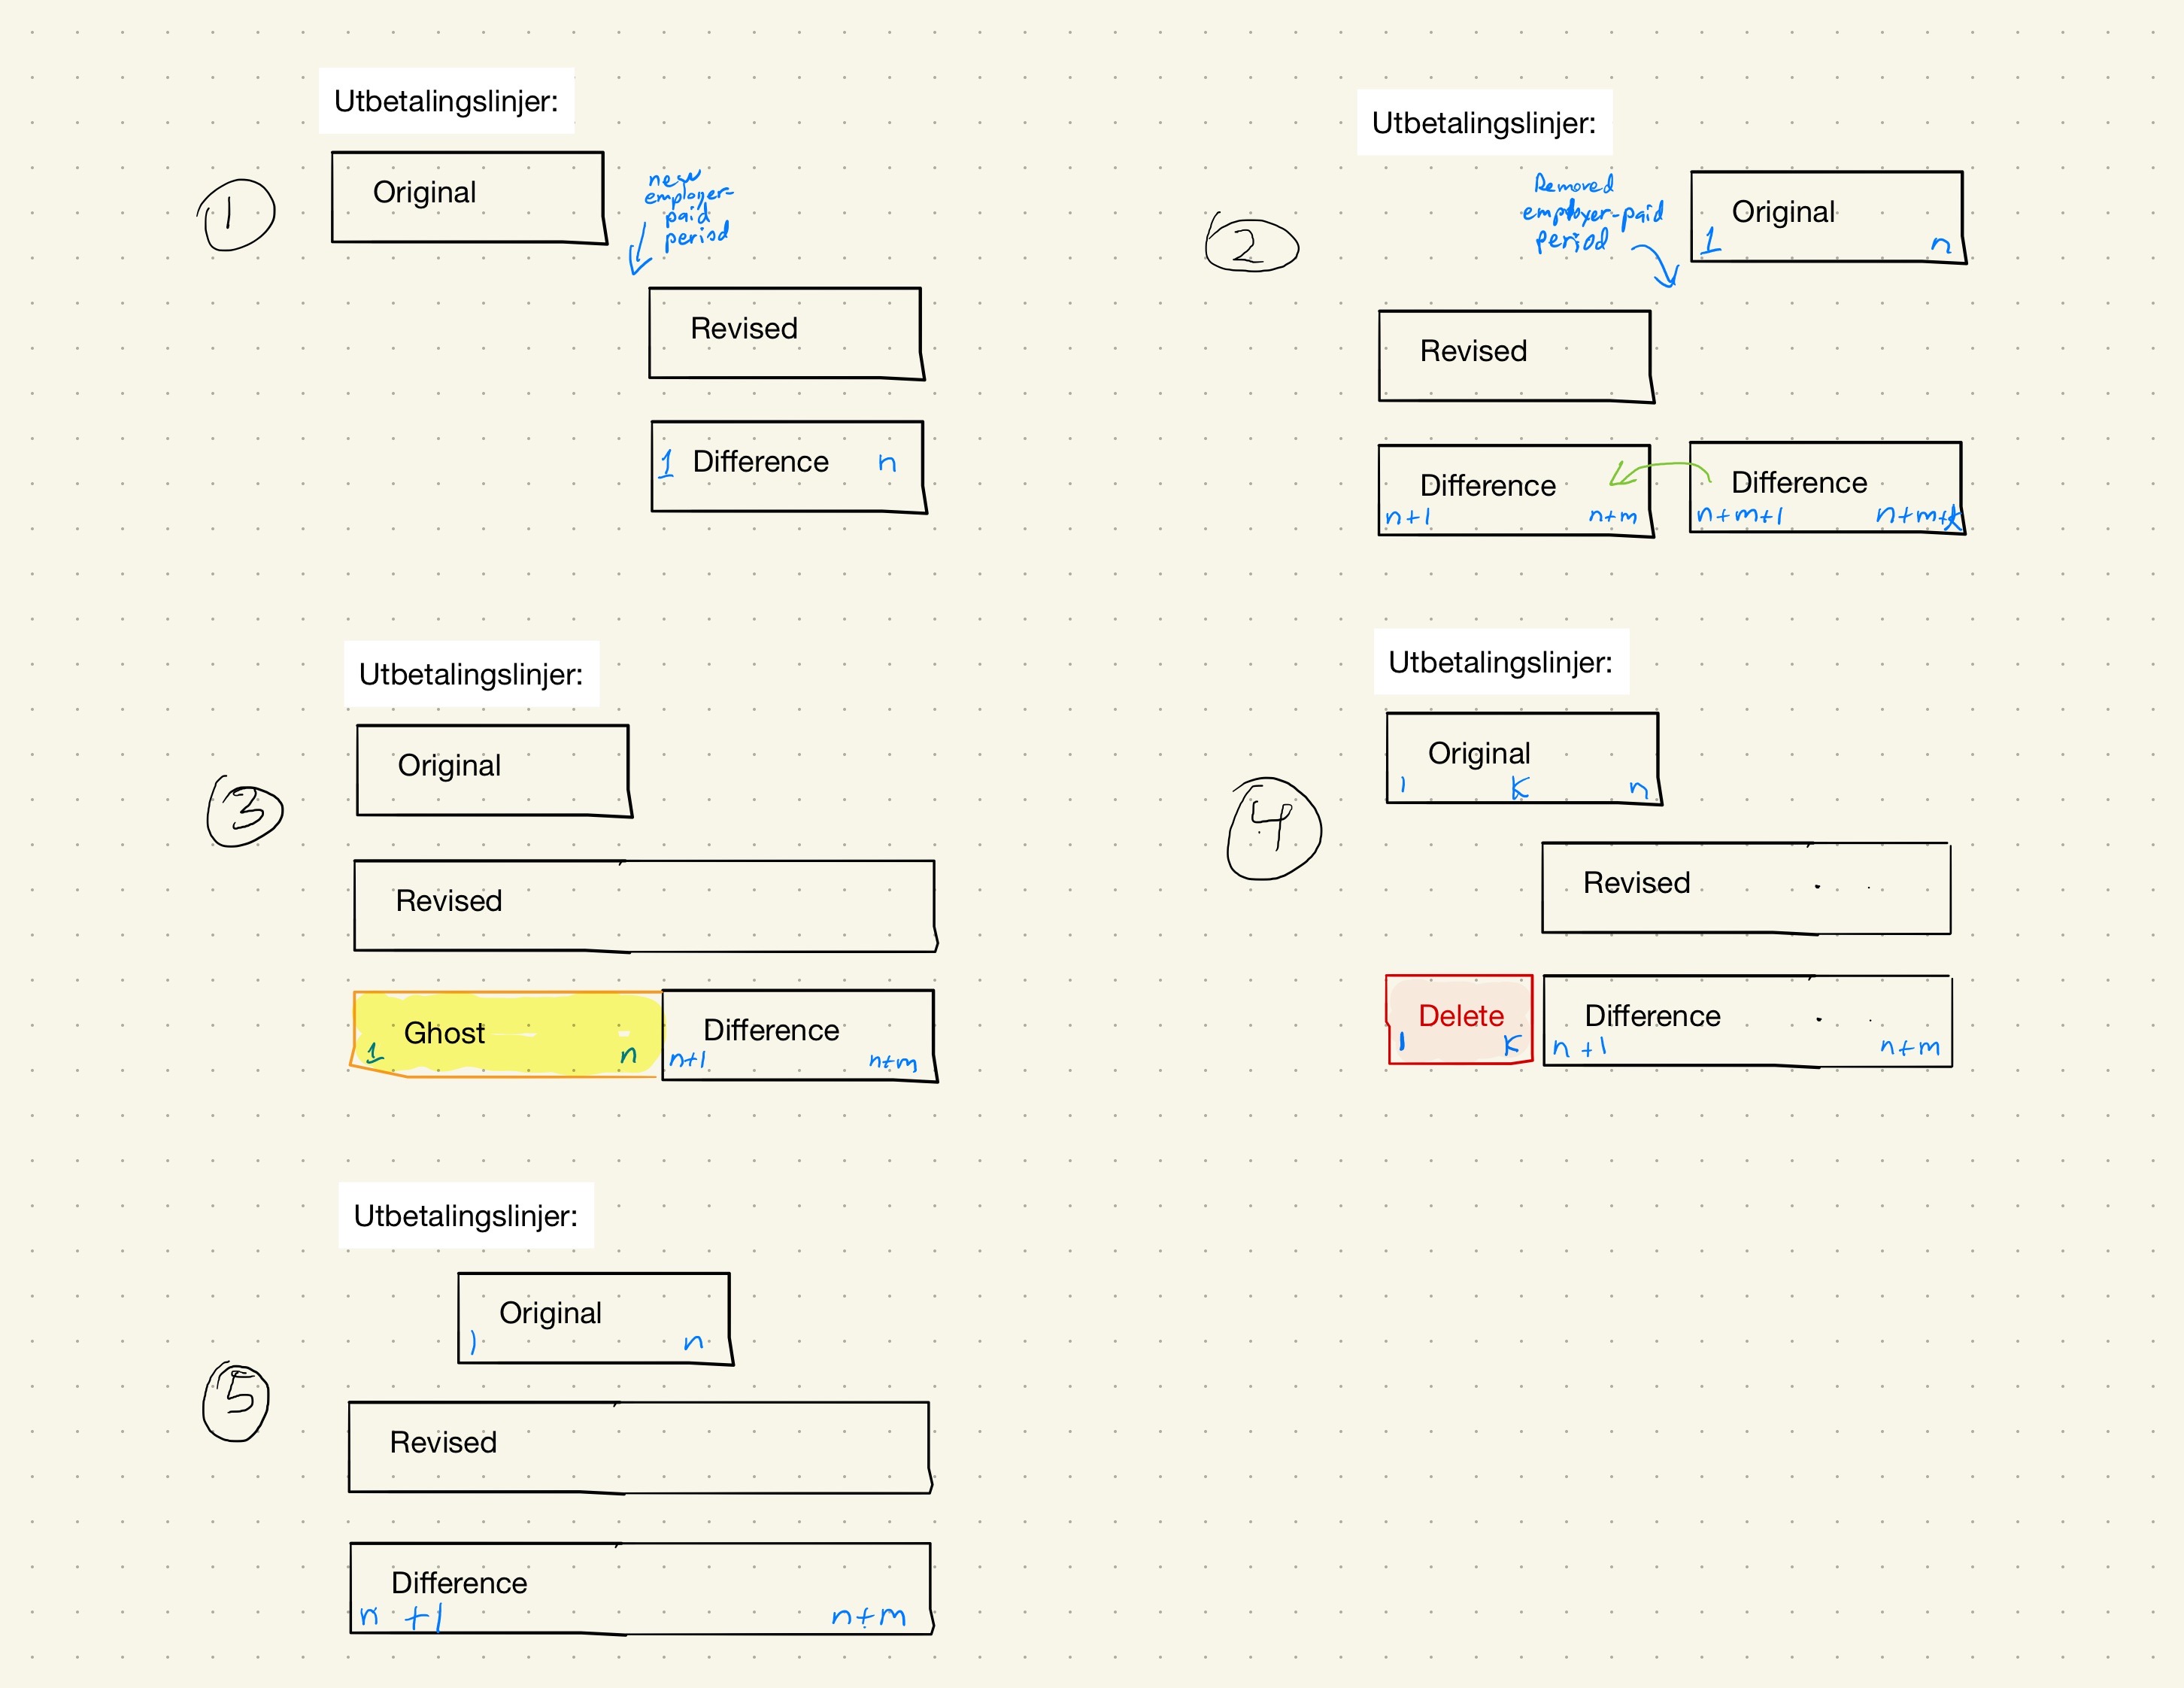 Utbetalingslinjer:
1
Original
new
employer-
paid
period
Revised
1 Difference n
Utbetalingslinjer:
2
Removed
employer-paid
period
Original
1 n
Revised
Difference
n+1 n+m
Difference
n+m+1 n+m+k
Utbetalingslinjer:
3
Original
Revised
Ghost
1 n
Difference
n+1 n+m
Utbetalingslinjer:
4
Original
1 K n
Revised
Delete
1 K
Difference
n+1 n+m
Utbetalingslinjer:
5
Original
1 n
Revised
Difference
n+1 n+m